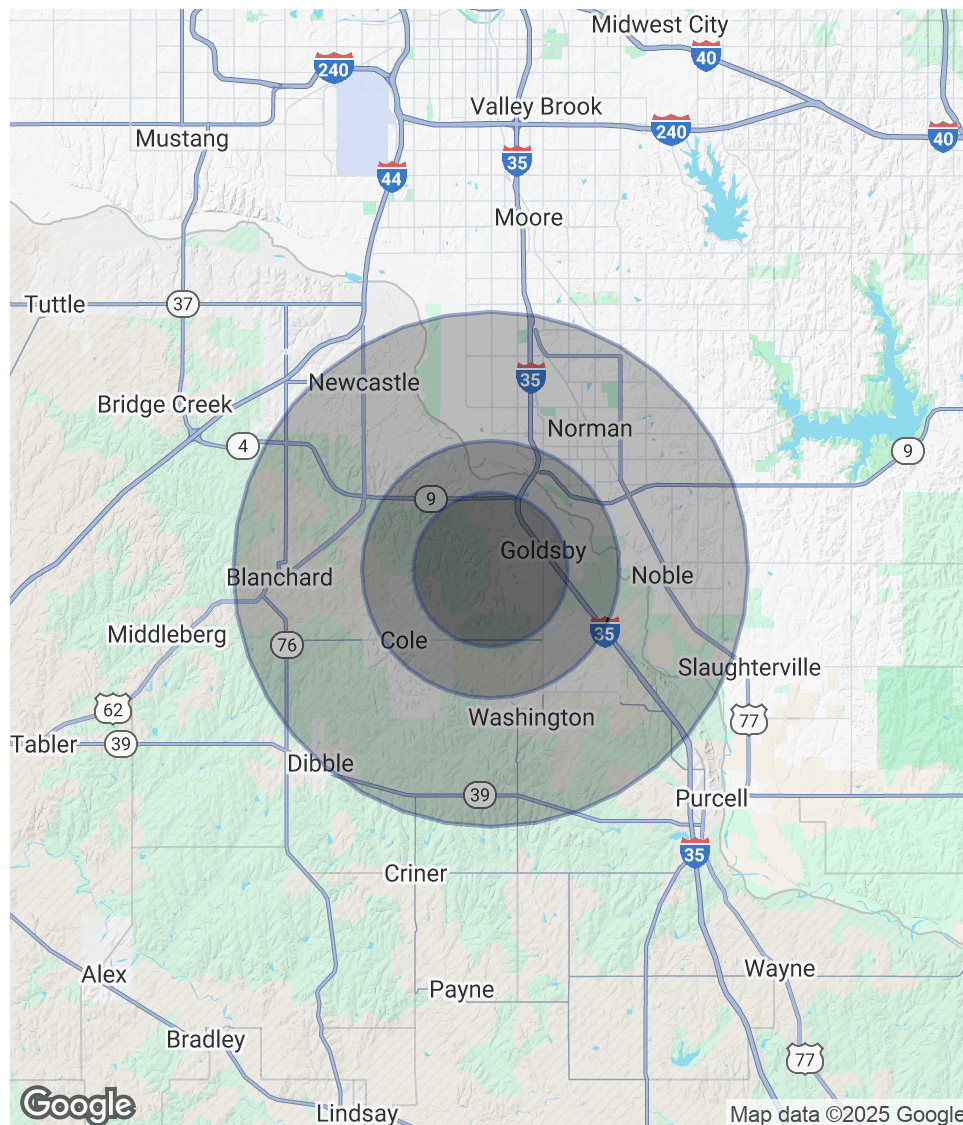 Midwest City
240
40
Valley Brook
240
40
Mustang
35
44
Moore
Tuttle
37
35
Newcastle
Bridge Creek
Norman
4
9
9
Goldsby
Blanchard
Noble
35
Middleberg
76
Cole
Slaughterville
62
Washington
77
Tabler
39
Dibble
39
Purcell
35
Criner
Alex
Wayne
Payne
Bradley
77
Google
Lindsay
Map data ©2025 Google